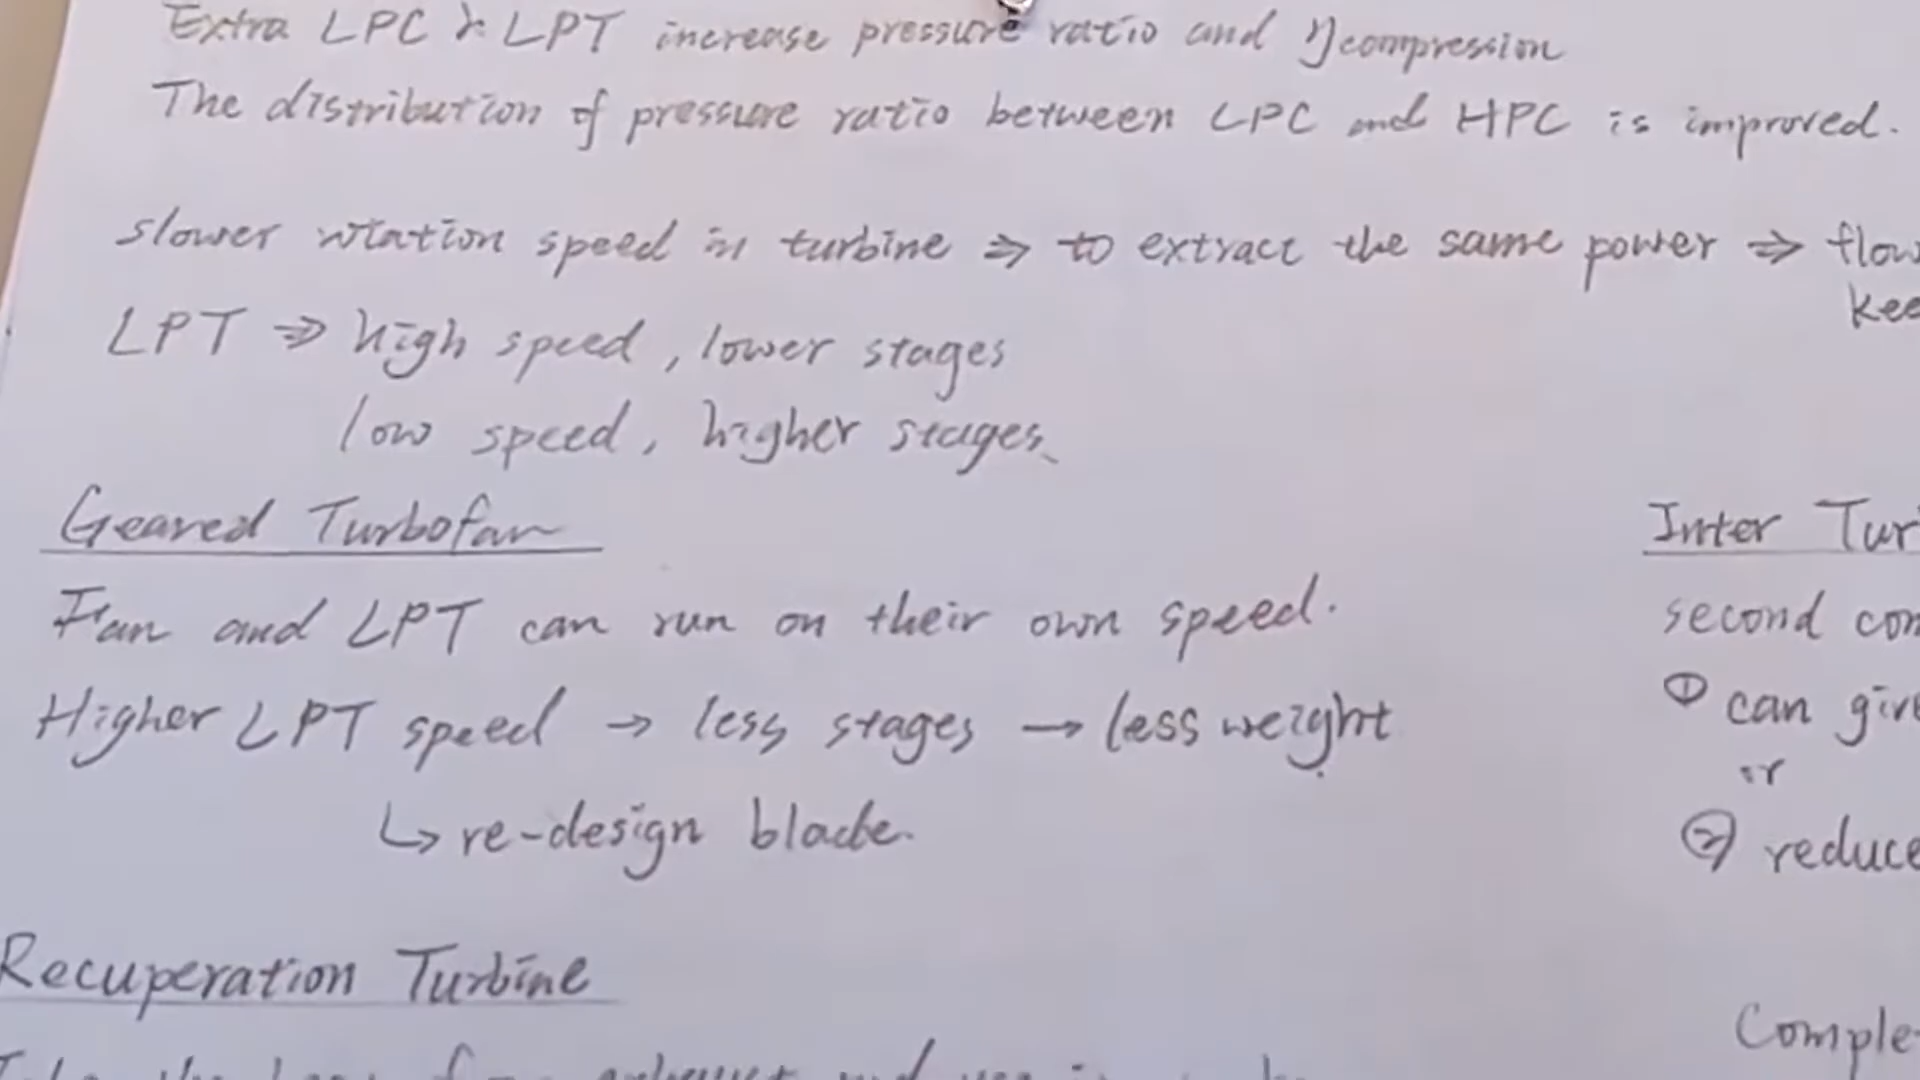 Extra LPC & LPT increase pressure ratio and ηcompression
The distribution of pressure ratio between LPC and HPC is improved.
slower rotation speed in turbine ⇒ to extract the same power ⇒ flow
kee
LPT ⇒ high speed, lower stages
low speed, higher stages
Geared Turbofan
Fan and LPT can run on their own speed.
Higher LPT speed → less stages → less weight
↳ re-design blade.
Inter Tur
second com
① can give
or
② reduce
Recuperation Turbine
Comple